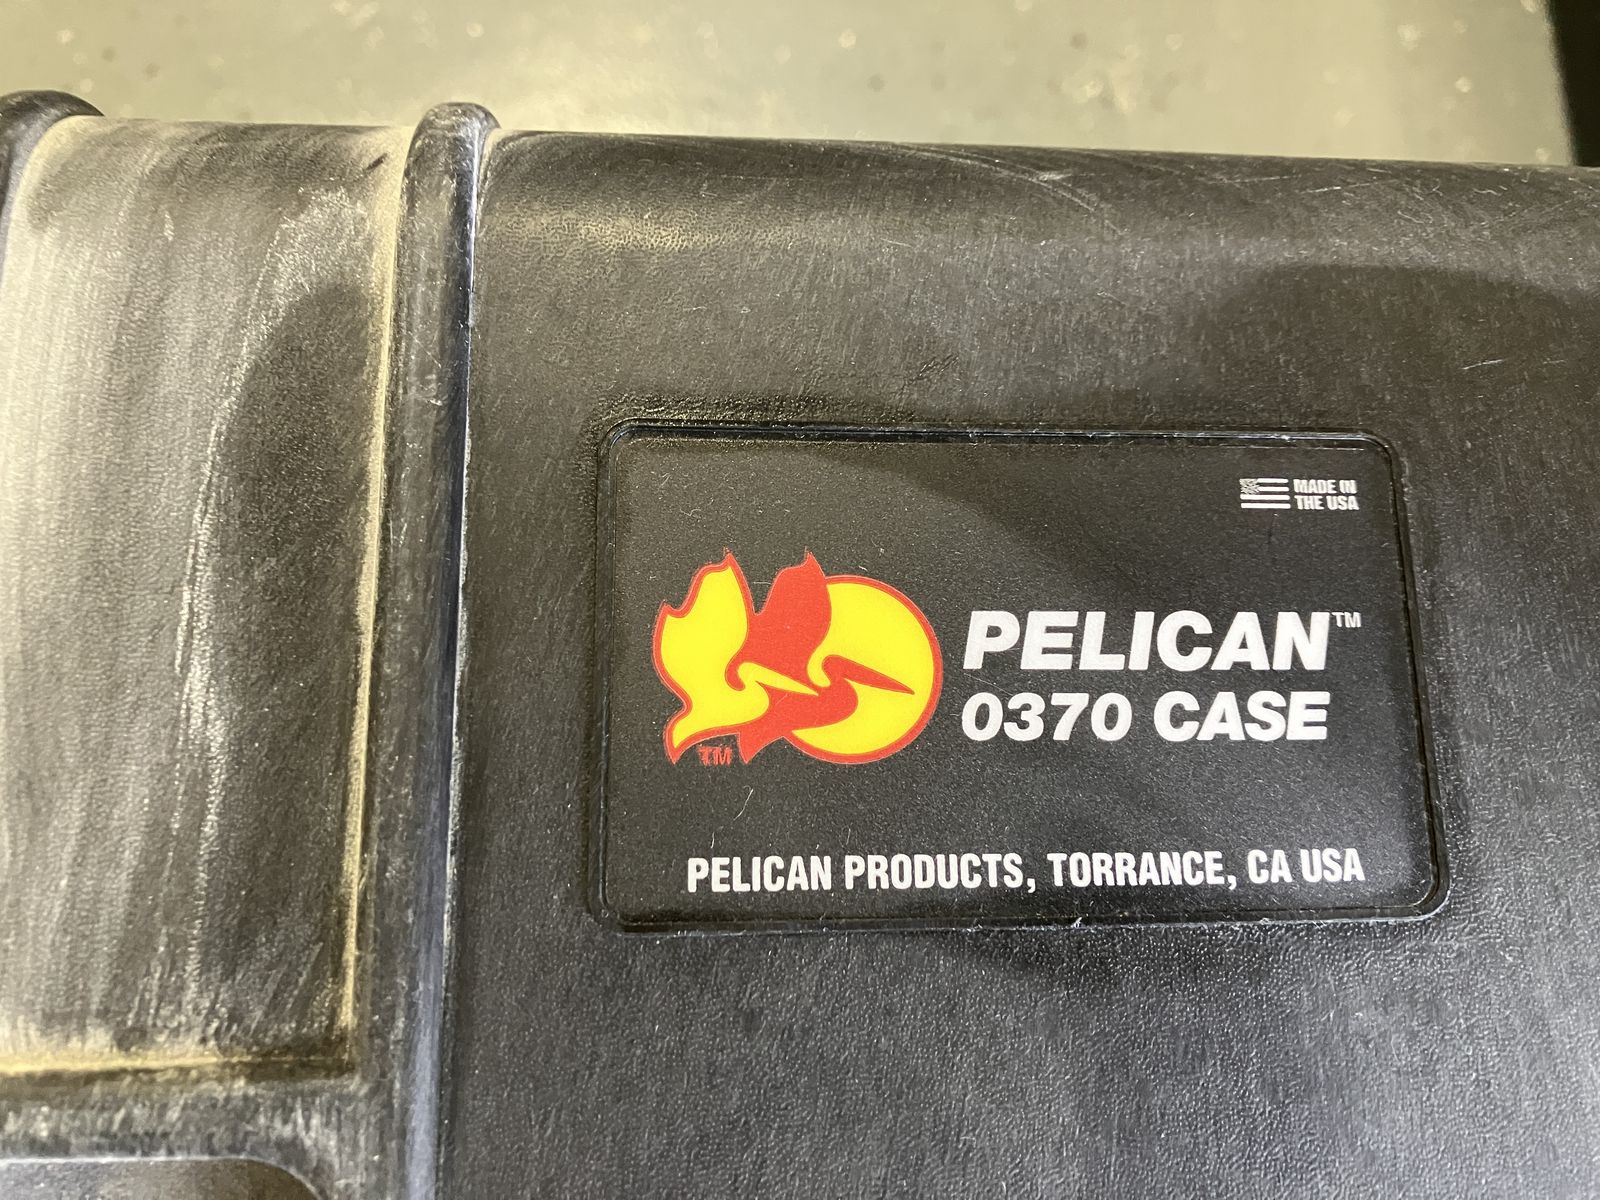 MADE IN
THE USA
PELICAN™
0370 CASE
TM
PELICAN PRODUCTS, TORRANCE, CA USA